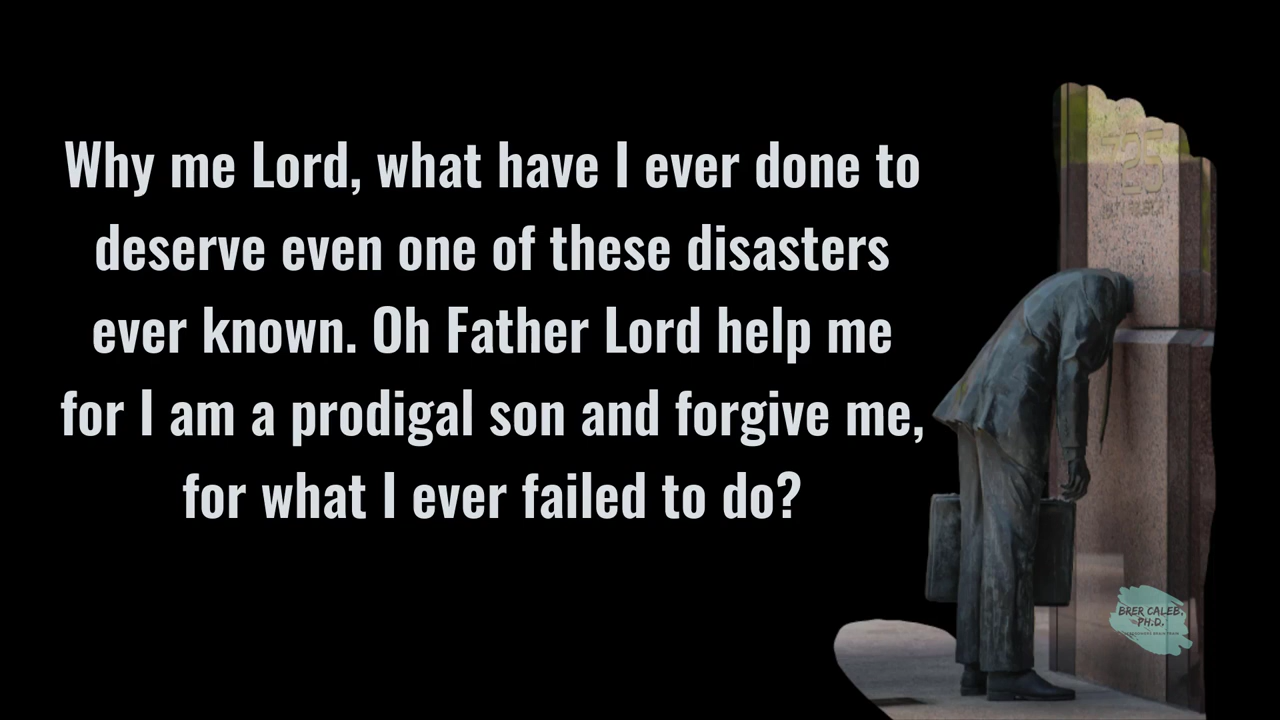 Why me Lord, what have I ever done to
deserve even one of these disasters
ever known. Oh Father Lord help me
for I am a prodigal son and forgive me,
for what I ever failed to do?
725
BRER CALEB,
PH.D.